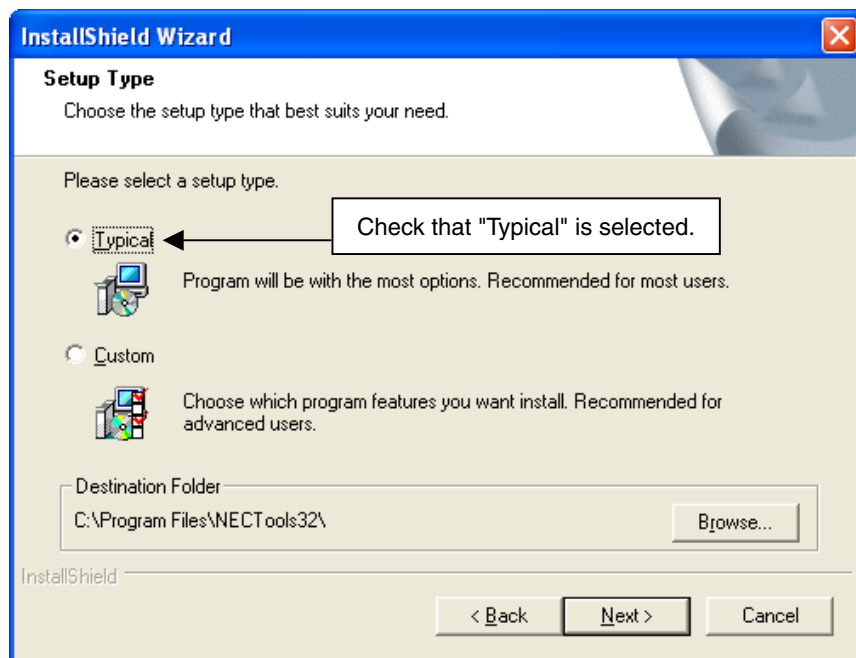 InstallShield Wizard
Setup Type
Choose the setup type that best suits your need.
Please select a setup type.
Typical
Check that "Typical" is selected.
Program will be with the most options. Recommended for most users.
Custom
Choose which program features you want install. Recommended for
advanced users.
Destination Folder
C:\Program Files\NECTools32\
Browse...
InstallShield
< Back
Next >
Cancel